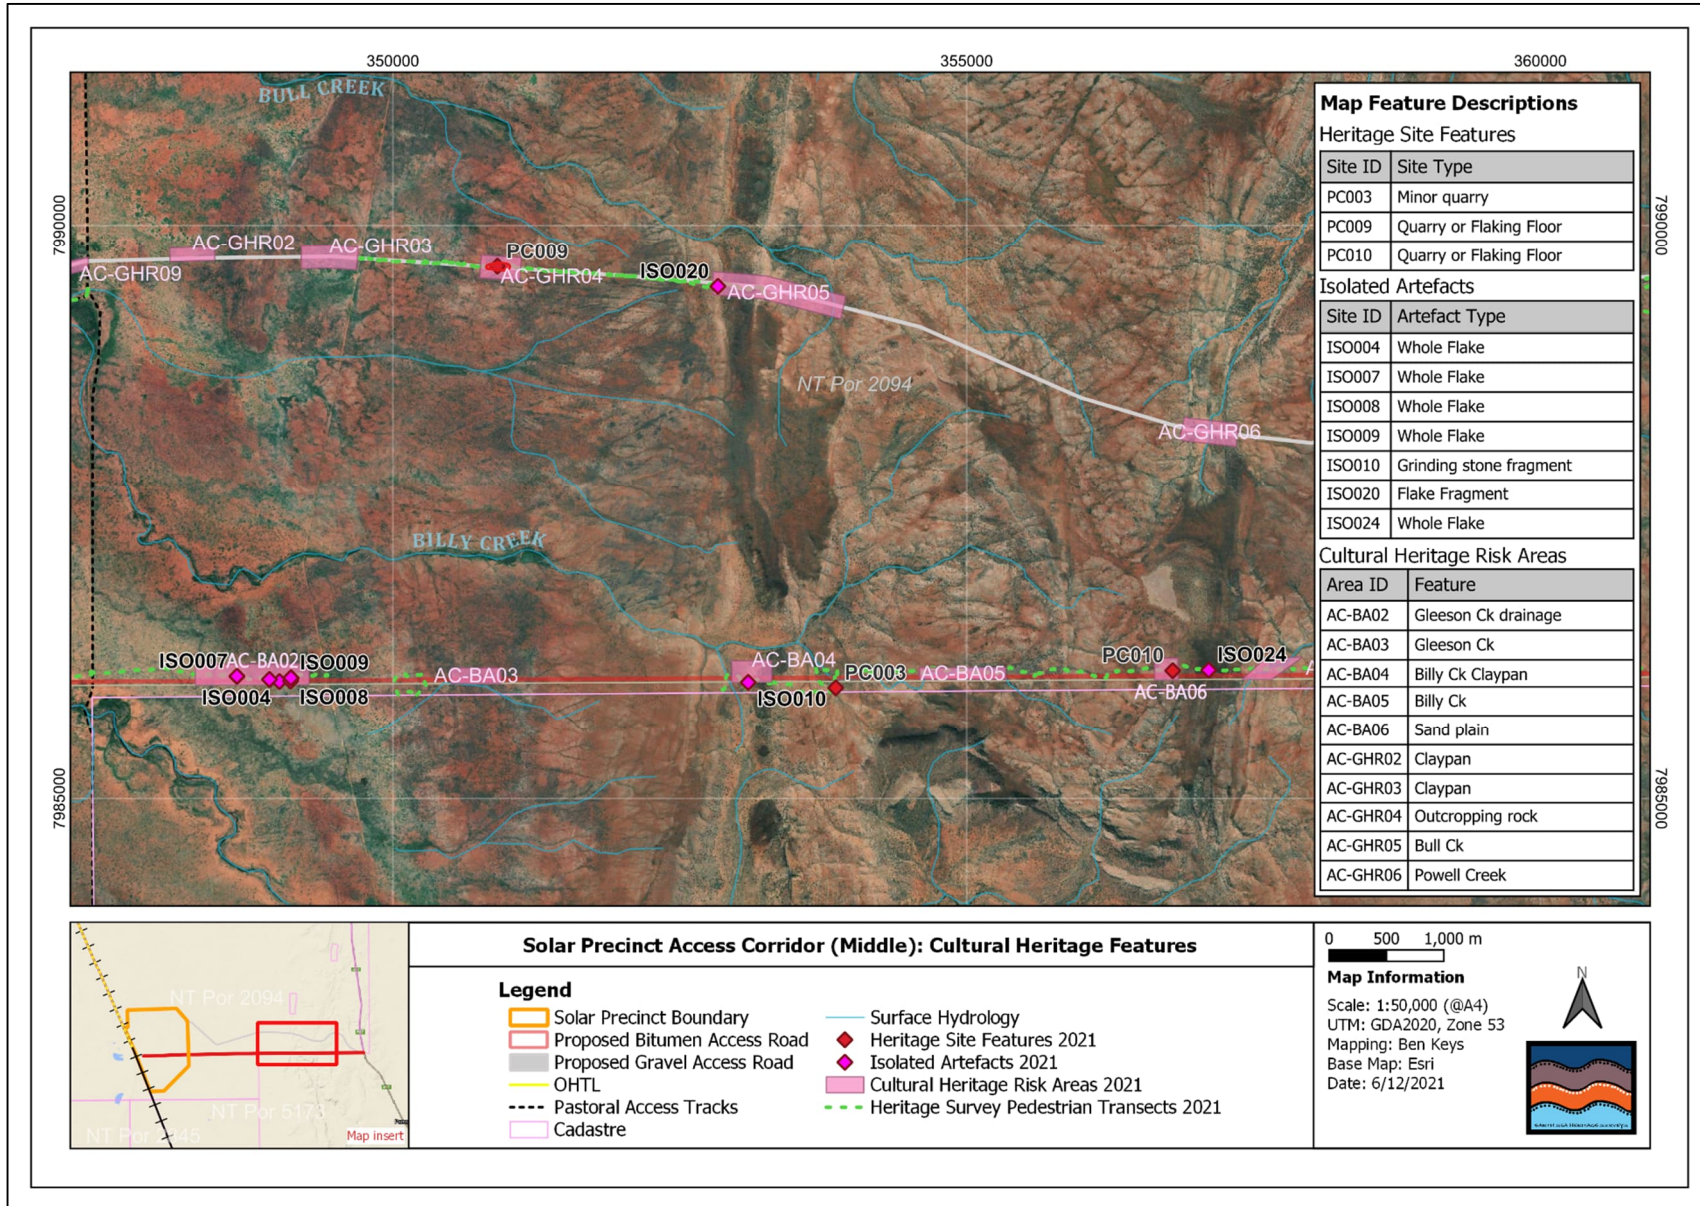 350000 355000 360000
7990000
7985000
7990000
7985000
BULL CREEK
AC-GHR02
AC-GHR03
PC009
AC-GHR09
AC-GHR04
ISO020
AC-GHR05
NT Por 2094
AC-GHR06
BILLY CREEK
ISO007
AC-BA02
ISO009
ISO004
ISO008
AC-BA03
AC-BA04
ISO010
PC003
AC-BA05
PC010
ISO024
AC-BA06
A
Map Feature Descriptions
Heritage Site Features
Site ID Site Type
PC003 Minor quarry
PC009 Quarry or Flaking Floor
PC010 Quarry or Flaking Floor
Isolated Artefacts
Site ID Artefact Type
ISO004 Whole Flake
ISO007 Whole Flake
ISO008 Whole Flake
ISO009 Whole Flake
ISO010 Grinding stone fragment
ISO020 Flake Fragment
ISO024 Whole Flake
Cultural Heritage Risk Areas
Area ID Feature
AC-BA02 Gleeson Ck drainage
AC-BA03 Gleeson Ck
AC-BA04 Billy Ck Claypan
AC-BA05 Billy Ck
AC-BA06 Sand plain
AC-GHR02 Claypan
AC-GHR03 Claypan
AC-GHR04 Outcropping rock
AC-GHR05 Bull Ck
AC-GHR06 Powell Creek
NT Por 2094
NT Por 5173
Map insert
Solar Precinct Access Corridor (Middle): Cultural Heritage Features
Legend
Solar Precinct Boundary
Proposed Bitumen Access Road
Proposed Gravel Access Road
OHTL
Pastoral Access Tracks
Cadastre
Surface Hydrology
Heritage Site Features 2021
Isolated Artefacts 2021
Cultural Heritage Risk Areas 2021
Heritage Survey Pedestrian Transects 2021
0 500 1,000 m
Map Information
Scale: 1:50,000 (@A4)
UTM: GDA2020, Zone 53
Mapping: Ben Keys
Base Map: Esri
Date: 6/12/2021
N